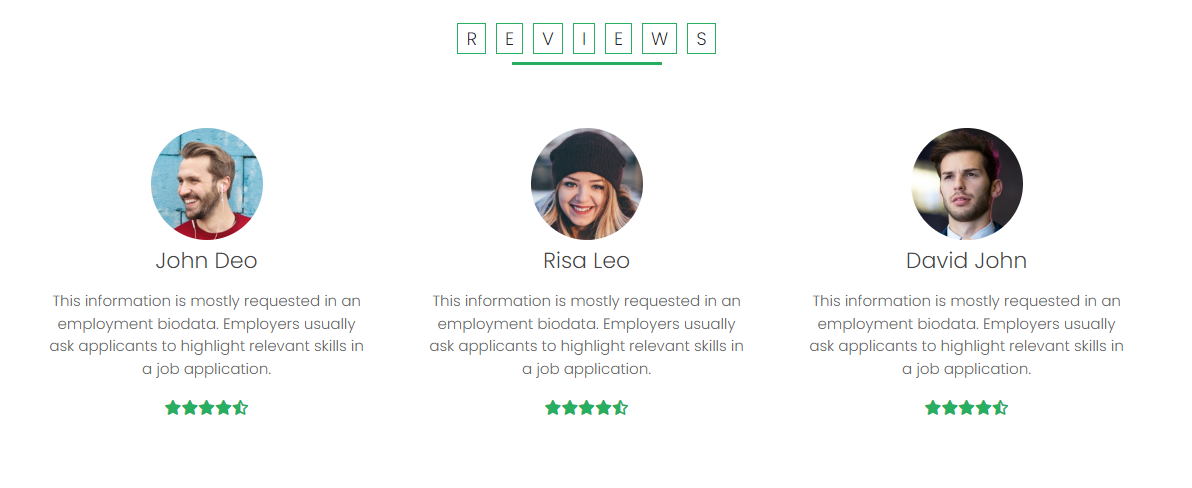 R E V I E W S
John Deo
This information is mostly requested in an
employment biodata. Employers usually
ask applicants to highlight relevant skills in
a job application.
Risa Leo
This information is mostly requested in an
employment biodata. Employers usually
ask applicants to highlight relevant skills in
a job application.
David John
This information is mostly requested in an
employment biodata. Employers usually
ask applicants to highlight relevant skills in
a job application.